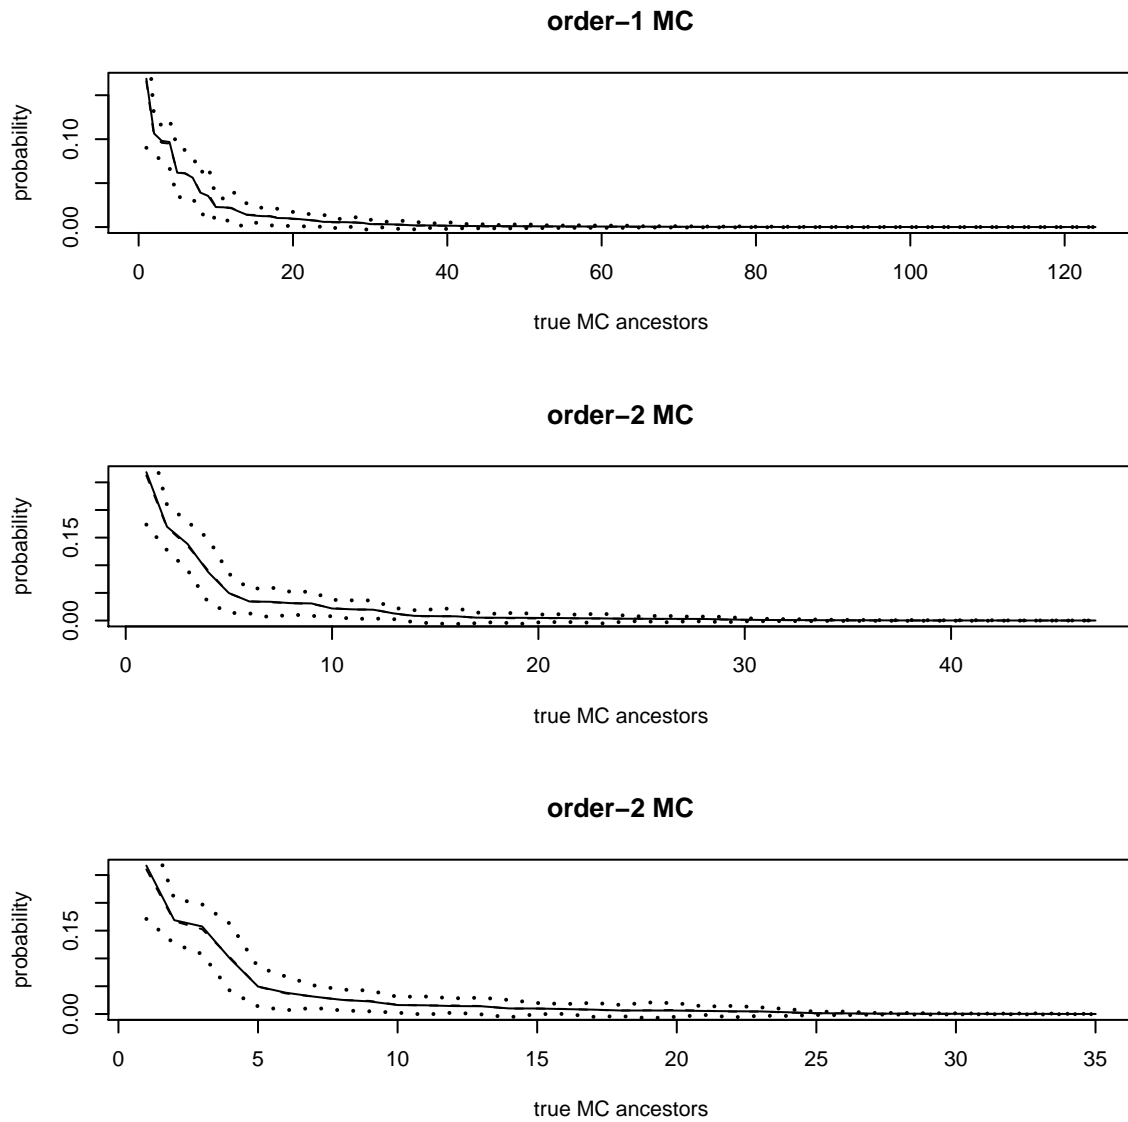 order−1 MC
probability
0.00 0.10
0 20 40 60 80 100 120
true MC ancestors
order−2 MC
probability
0.00 0.15
0 10 20 30 40
true MC ancestors
order−2 MC
probability
0.00 0.15
0 5 10 15 20 25 30 35
true MC ancestors